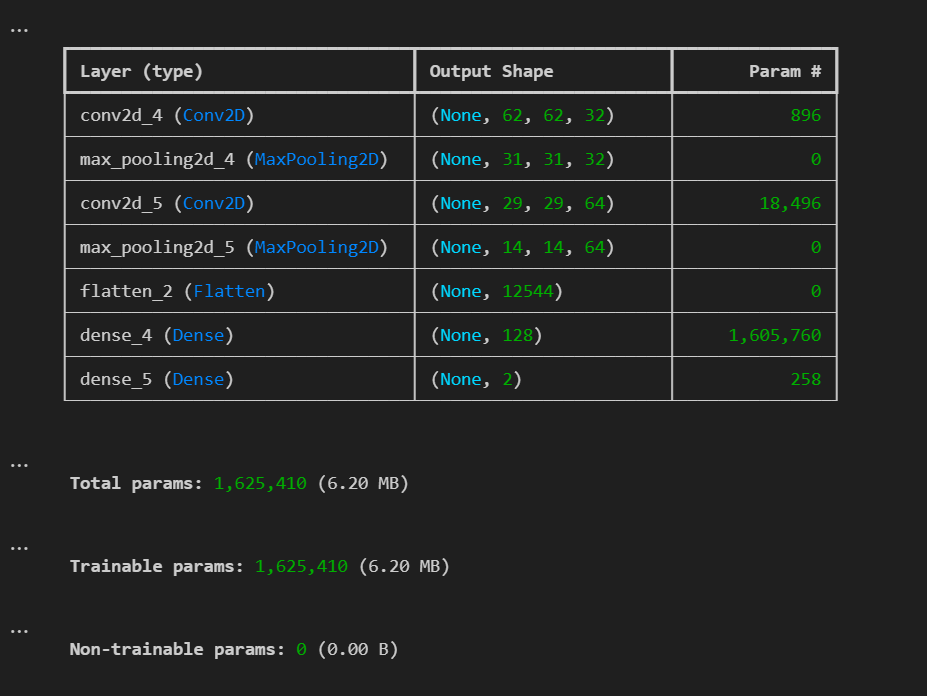 ...
Layer (type) Output Shape Param #
conv2d_4 (Conv2D) (None, 62, 62, 32) 896
max_pooling2d_4 (MaxPooling2D) (None, 31, 31, 32) 0
conv2d_5 (Conv2D) (None, 29, 29, 64) 18,496
max_pooling2d_5 (MaxPooling2D) (None, 14, 14, 64) 0
flatten_2 (Flatten) (None, 12544) 0
dense_4 (Dense) (None, 128) 1,605,760
dense_5 (Dense) (None, 2) 258
...
Total params: 1,625,410 (6.20 MB)
...
Trainable params: 1,625,410 (6.20 MB)
...
Non-trainable params: 0 (0.00 B)